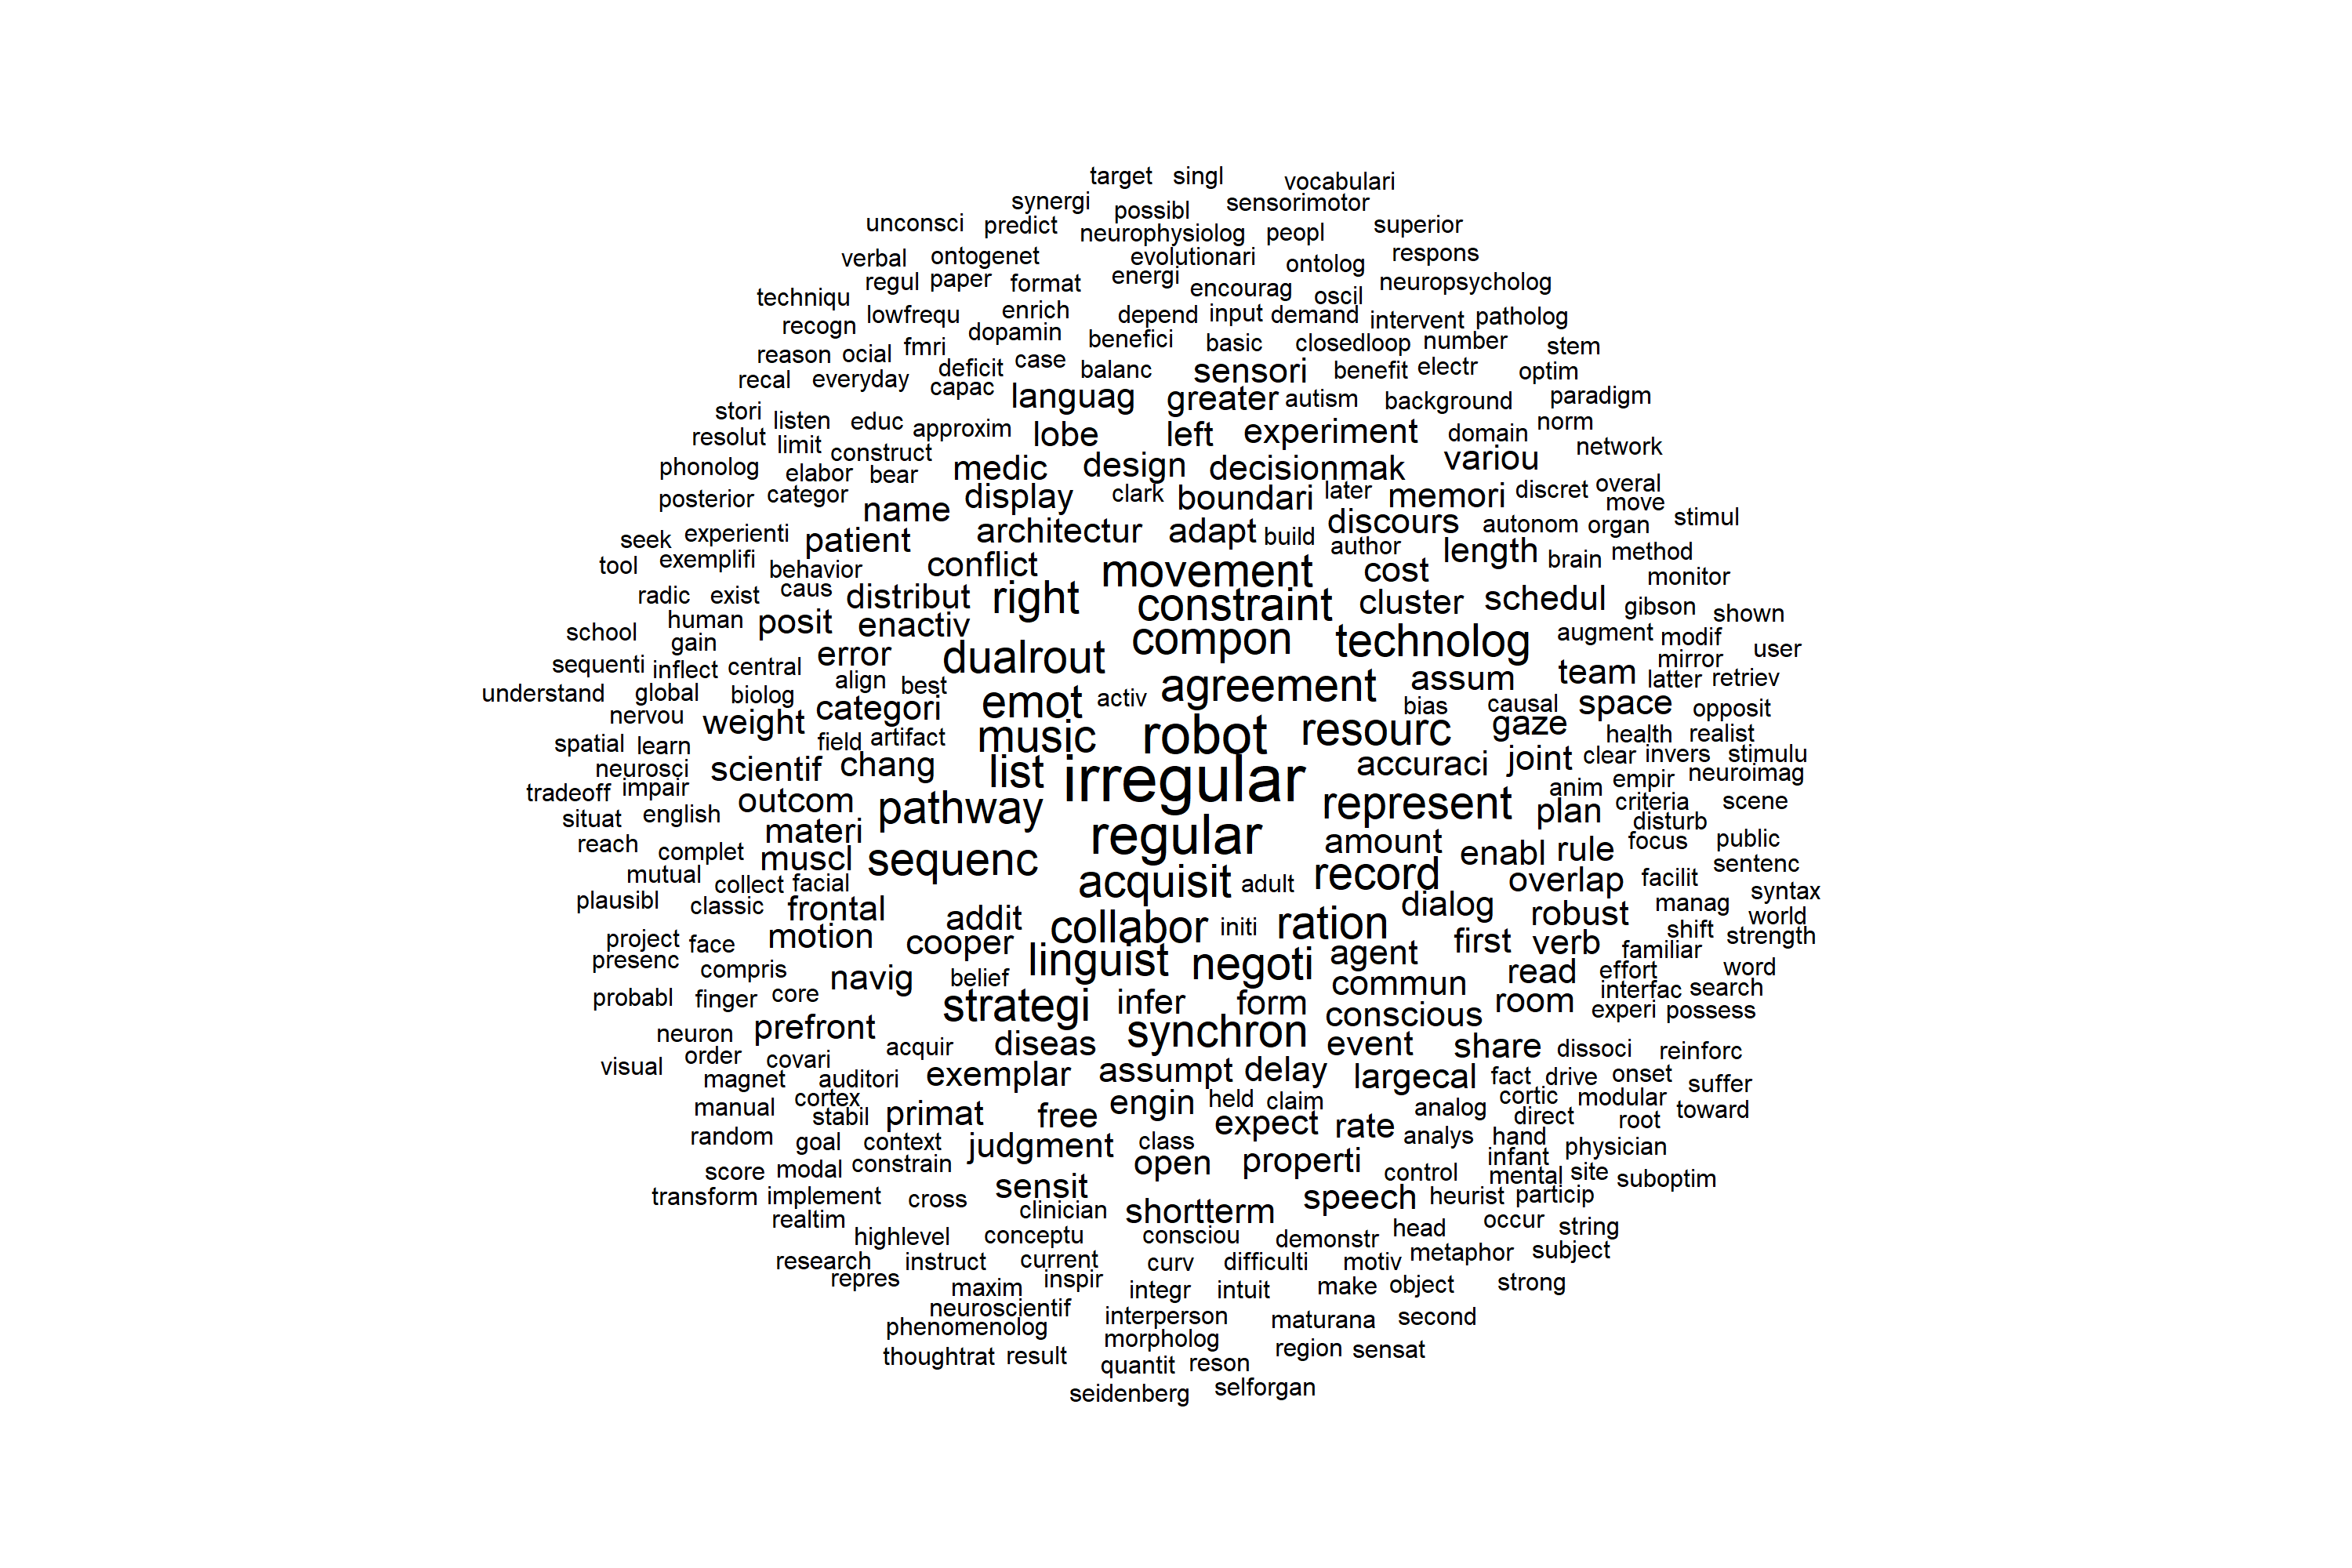 target singl vocabulari
synergi possibl sensorimotor
unconsci predict neurophysiolog peopl superior
verbal ontogenet evolutionari ontolog respons
regul paper format energi encourag oscil neuropsycholog
techniqu lowfrequ enrich depend input demand intervent patholog
recogn dopamin benefici basic closedloop number stem
reason ocial fmri deficit case balanc sensori benefit electr optim
recal everyday capac languag greater autism background paradigm
stori listen educ approxim lobe left experiment domain norm
resolut limit construct medic design decisionmak variou network
phonolog elabor bear display clark boundari later memori discret overal
posterior categor name architectur adapt build discours autonom organ move stimul
seek experienti patient conflict author length brain method
tool exemplifi behavior movement cost monitor
radic exist caus distribut right constraint cluster schedul gibson shown
school human gain posit enactiv compon technolog augment modif user
sequenti inflect central error dualrout agreement assum team mirror latter retriev
understand global biolog align best emot activ bias causal space opposit
nervou weight categori music robot resourc gaze health realist
spatial learn field artifact list accuraci joint clear invers stimulu
neurosci scientif chang irregular anim empir neuroimag
tradeoff impair outcom pathway represent plan criteria scene
situat english materi regular amount disturb public
reach complet muscl sequenc enabl rule focus sentenc
mutual collect facial acquisit adult record overlap facilit syntax
plausibl classic frontal addit collabor initi ration dialog robust manag world
project face motion cooper linguist negoti agent first verb shift familiar strength
presenc compris navig belief commun read effort word
probabl finger core strategi infer form conscious room interfac search experi possess
neuron prefront acquir diseas synchron event share dissoci reinforc
visual order covari exemplar assumpt delay largecal fact drive onset suffer
magnet auditori cortex engin held claim cortic modular
manual stabil primat free expect rate analog direct root toward
random goal context judgment class analys hand physician
score modal constrain open properti control infant mental site suboptim
transform implement cross sensit speech heurist particip
realtim clinician shortterm head occur string
highlevel conceptu consciou demonstr metaphor subject
research instruct current curv difficulti motiv
repres maxim inspir integr intuit make object strong
neuroscientif interperson maturana second
phenomenolog morpholog region sensat
thoughtrat result quantit reson
seidenberg selforgan